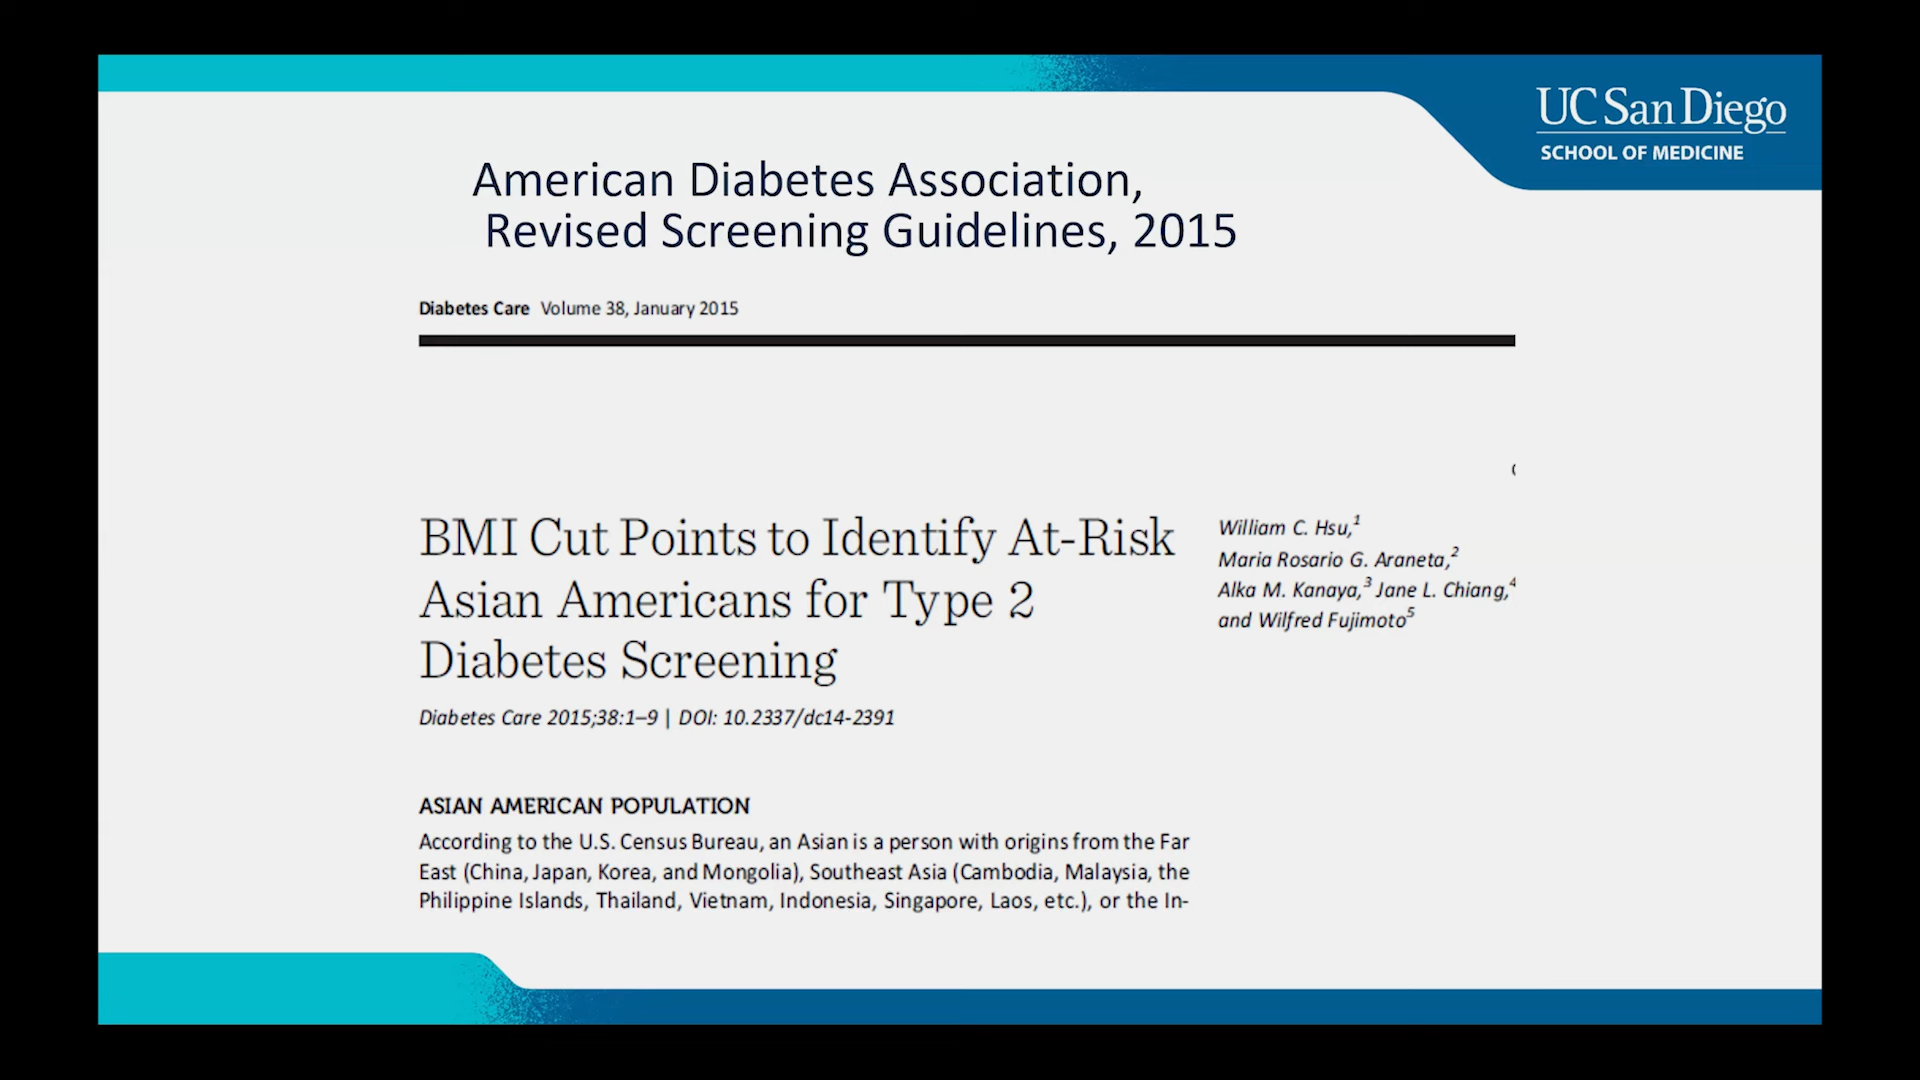 UC San Diego
SCHOOL OF MEDICINE
American Diabetes Association,
Revised Screening Guidelines, 2015
Diabetes Care Volume 38, January 2015
BMI Cut Points to Identify At-Risk
Asian Americans for Type 2
Diabetes Screening
William C. Hsu,1
Maria Rosario G. Araneta,2
Alka M. Kanaya,3 Jane L. Chiang,4
and Wilfred Fujimoto5
Diabetes Care 2015;38:1–9 | DOI: 10.2337/dc14-2391
ASIAN AMERICAN POPULATION
According to the U.S. Census Bureau, an Asian is a person with origins from the Far
East (China, Japan, Korea, and Mongolia), Southeast Asia (Cambodia, Malaysia, the
Philippine Islands, Thailand, Vietnam, Indonesia, Singapore, Laos, etc.), or the In-